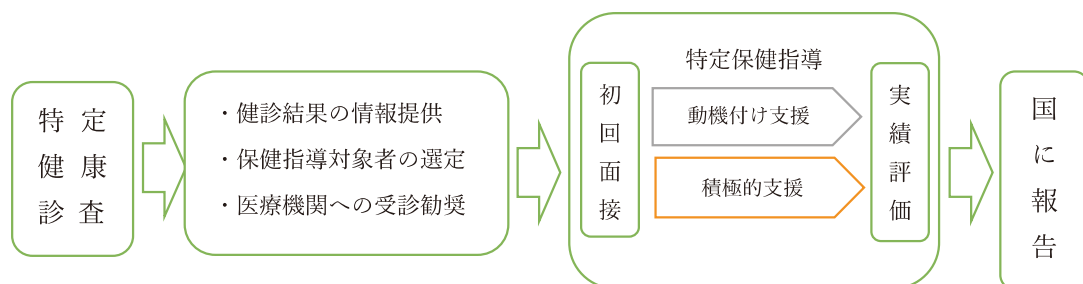 特定
健康
診査
・健診結果の情報提供
・保健指導対象者の選定
・医療機関への受診勧奨
特定保健指導
初回面接
動機付け支援
積極的支援
実績評価
国に報告